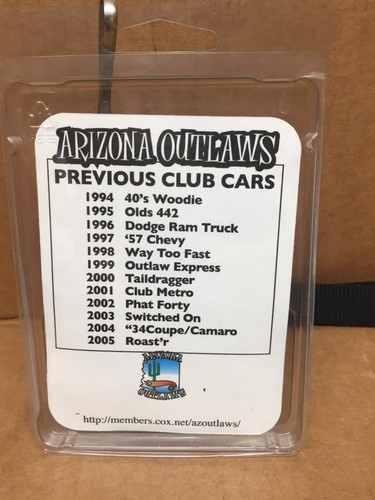 ARIZONA OUTLAWS
PREVIOUS CLUB CARS
1994 40's Woodie
1995 Olds 442
1996 Dodge Ram Truck
1997 '57 Chevy
1998 Way Too Fast
1999 Outlaw Express
2000 Taildragger
2001 Club Metro
2002 Phat Forty
2003 Switched On
2004 "34Coupe/Camaro
2005 Roast'r
ARIZONA
OUTLAWS
http://members.cox.net/azoutlaws/